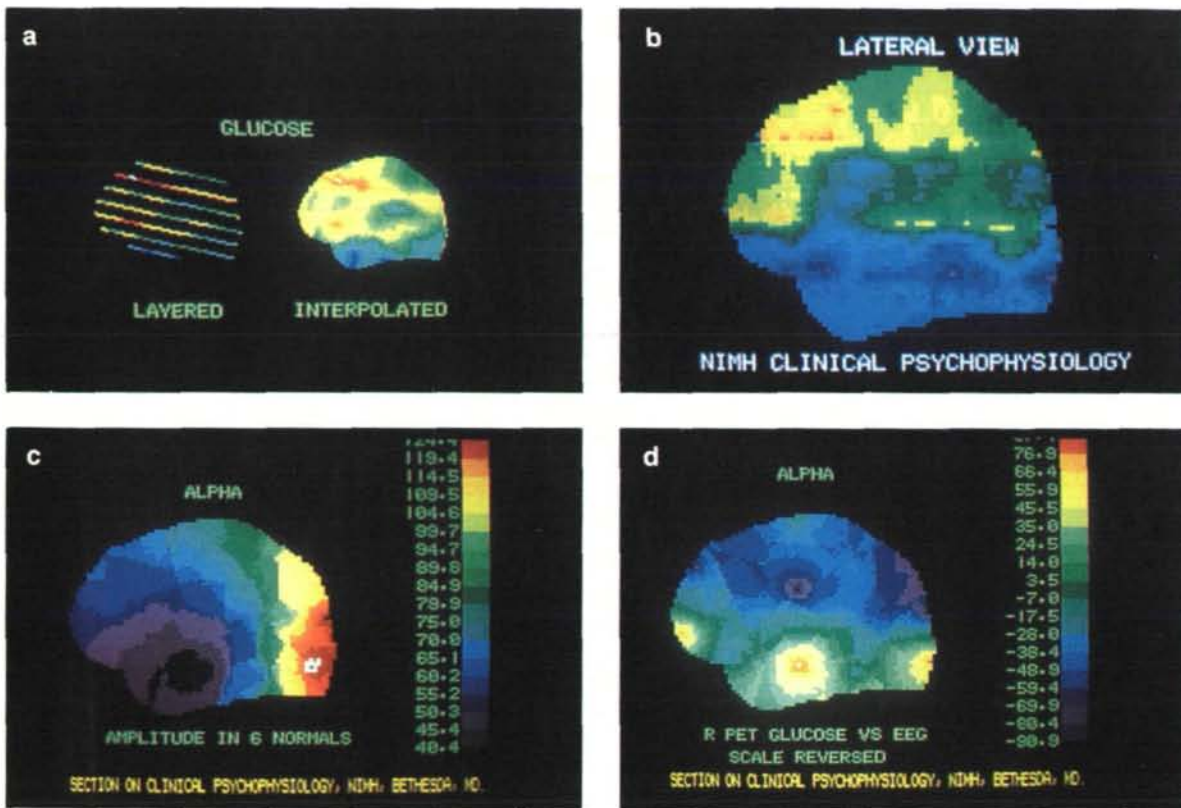 a
GLUCOSE
LAYERED INTERPOLATED
b
LATERAL VIEW
NIMH CLINICAL PSYCHOPHYSIOLOGY
c
ALPHA
119.4
114.5
109.5
104.6
99.7
94.7
89.8
84.9
79.9
75.0
70.0
65.1
60.2
55.2
50.3
45.4
40.4
AMPLITUDE IN 6 NORMALS
SECTION ON CLINICAL PSYCHOPHYSIOLOGY, NIMH, BETHESDA, MD.
d
ALPHA
76.9
66.4
55.9
45.5
35.0
24.5
14.0
3.5
-7.0
-17.5
-28.0
-38.4
-48.9
-59.4
-69.9
-80.4
-90.9
R PET GLUCOSE VS EEG
SCALE REVERSED
SECTION ON CLINICAL PSYCHOPHYSIOLOGY, NIMH, BETHESDA, MD.